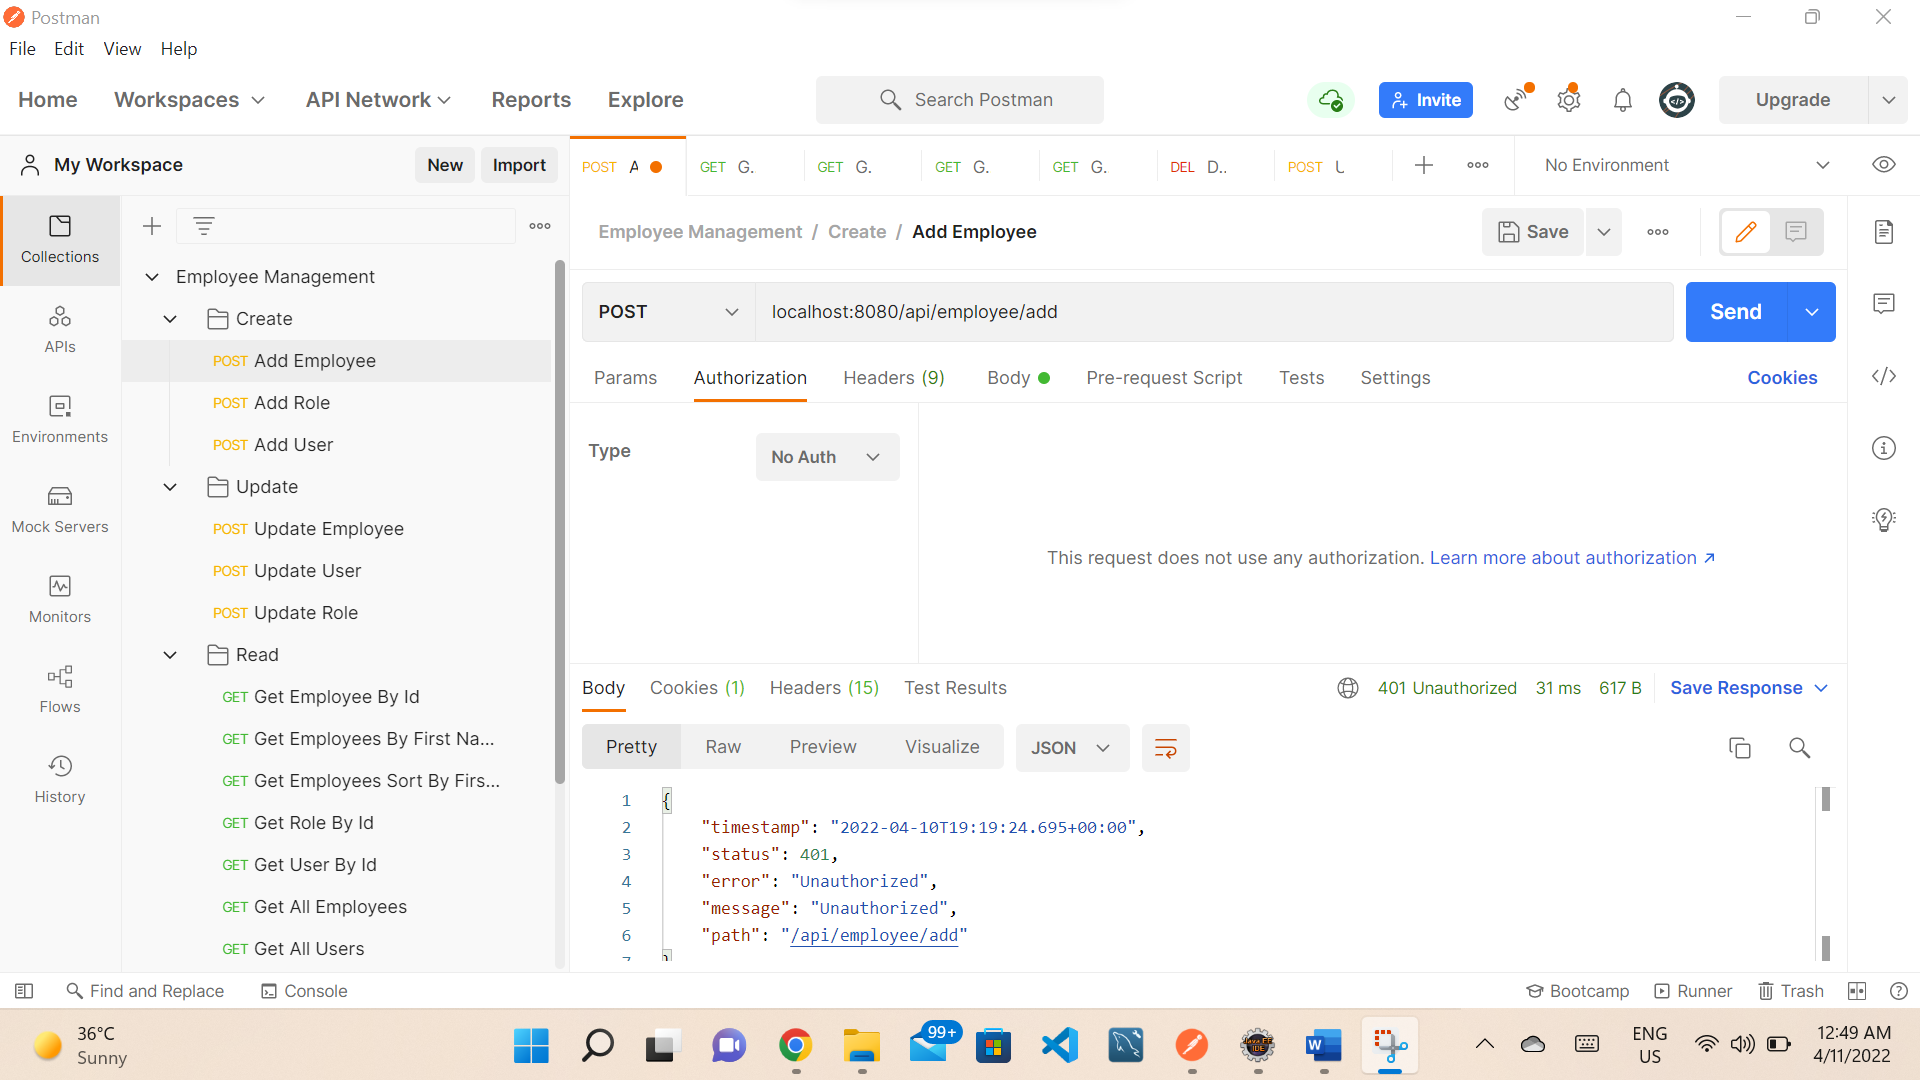 Postman
File Edit View Help
Home Workspaces API Network Reports Explore Search Postman Invite Upgrade
My Workspace New Import
POST A GET G. GET G. GET G. GET G. DEL D.. POST U No Environment
Collections
APIs
Environments
Mock Servers
Monitors
Flows
History
Employee Management
Create
POST Add Employee
POST Add Role
POST Add User
Update
POST Update Employee
POST Update User
POST Update Role
Read
GET Get Employee By Id
GET Get Employees By First Na...
GET Get Employees Sort By Firs...
GET Get Role By Id
GET Get User By Id
GET Get All Employees
GET Get All Users
Employee Management / Create / Add Employee Save
POST localhost:8080/api/employee/add Send
Params Authorization Headers (9) Body Pre-request Script Tests Settings Cookies
Type No Auth
This request does not use any authorization. Learn more about authorization ↗
Body Cookies (1) Headers (15) Test Results 401 Unauthorized 31 ms 617 B Save Response
Pretty Raw Preview Visualize JSON
1 {
2 "timestamp": "2022-04-10T19:19:24.695+00:00",
3 "status": 401,
4 "error": "Unauthorized",
5 "message": "Unauthorized",
6 "path": "/api/employee/add"
7 }
Find and Replace Console Bootcamp Runner Trash
36°C
Sunny
99+
Java EE
IDE
W
ENG
US
12:49 AM
4/11/2022